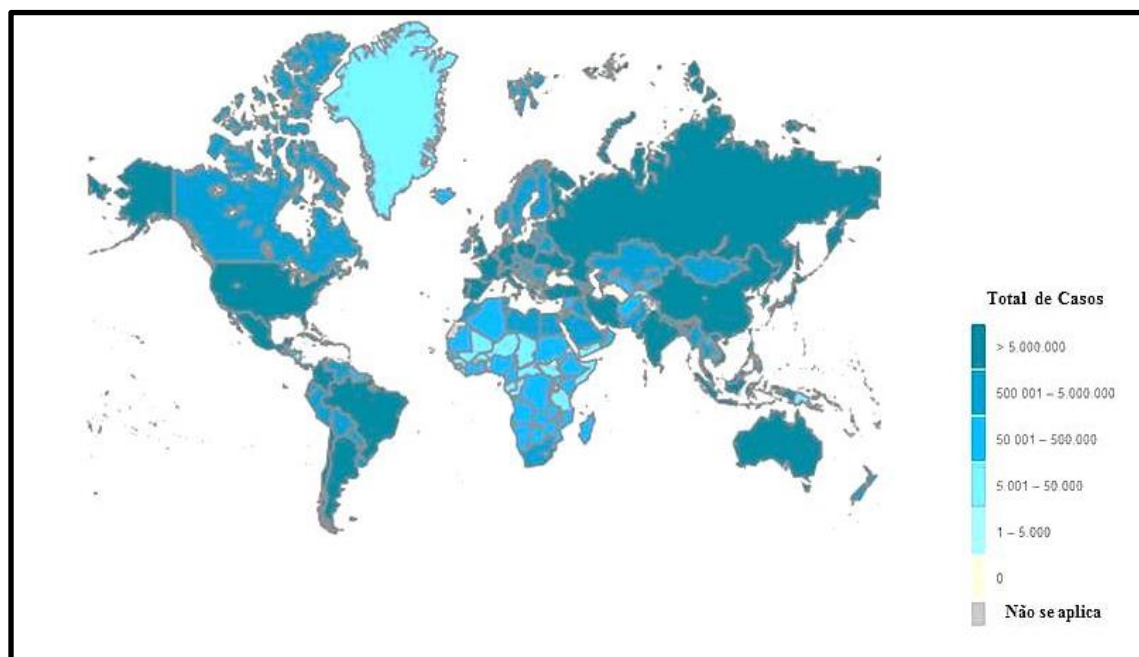 Total de Casos
> 5.000.000
500 001 – 5.000.000
50 001 – 500.000
5 001 – 50 000
1 – 5.000
0
Não se aplica